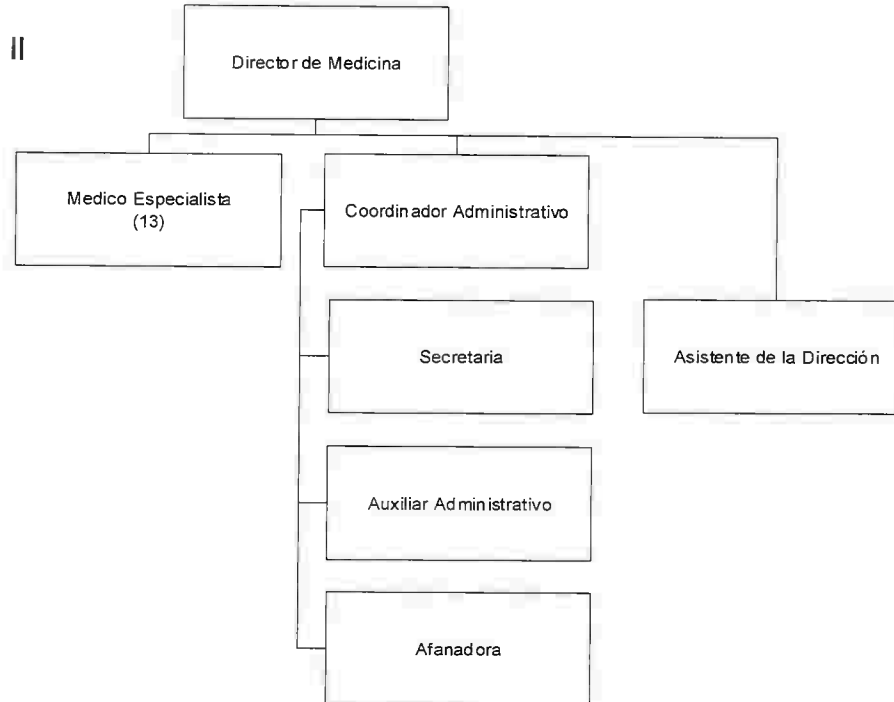 II
Director de Medicina
Medico Especialista
(13)
Coordinador Administrativo
Secretaria
Asistente de la Dirección
Auxiliar Administrativo
Afanadora